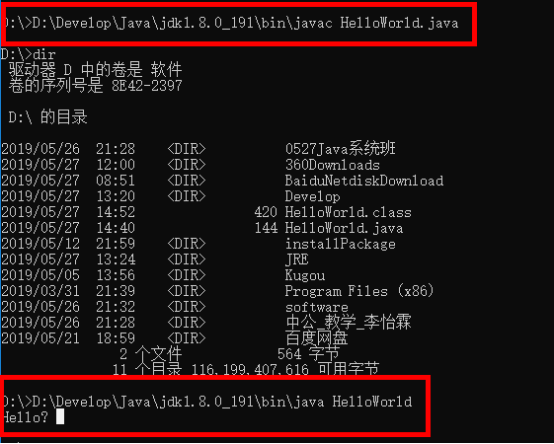 D:\>D:\Develop\Java\jdk1.8.0_191\bin\javac HelloWorld.java
D:\>dir
驱动器 D 中的卷是 软件
卷的序列号是 8E42-2397
D:\ 的目录
2019/05/26 21:28 <DIR> 0527Java系统班
2019/05/27 12:00 <DIR> 360Downloads
2019/05/27 08:51 <DIR> BaiduNetdiskDownload
2019/05/27 13:20 <DIR> Develop
2019/05/27 14:52 420 HelloWorld.class
2019/05/27 14:40 144 HelloWorld.java
2019/05/12 21:59 <DIR> installPackage
2019/05/27 13:24 <DIR> JRE
2019/05/05 13:56 <DIR> Kugou
2019/03/31 21:39 <DIR> Program Files (x86)
2019/05/26 21:32 <DIR> software
2019/05/26 21:28 <DIR> 中公_教学_李怡霖
2019/05/21 18:59 <DIR> 百度网盘
2 个文件 564 字节
11 个目录 116,199,407,616 可用字节
D:\>D:\Develop\Java\jdk1.8.0_191\bin\java HelloWorld
Hello?